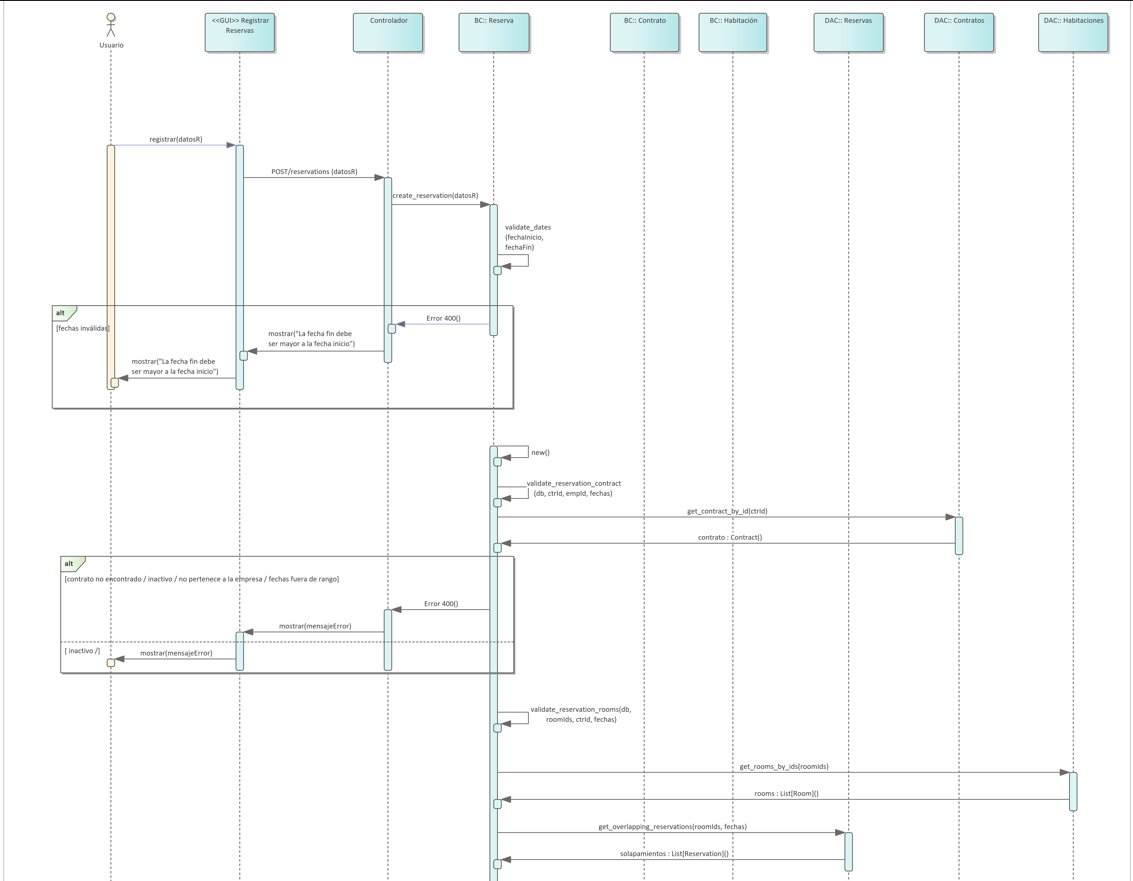 Usuario
<<GUI>> Registrar
Reservas
Controlador
BC:: Reserva
BC:: Contrato
BC:: Habitación
DAC:: Reservas
DAC:: Contratos
DAC:: Habitaciones
registrar(datosR)
POST/reservations (datosR)
create_reservation(datosR)
validate_dates
(fechaInicio,
fechaFin)
alt
[fechas inválidas]
Error 400()
mostrar("La fecha fin debe
ser mayor a la fecha inicio")
mostrar("La fecha fin debe
ser mayor a la fecha inicio")
new()
validate_reservation_contract
(db, ctrId, empId, fechas)
get_contract_by_id(ctrId)
contrato : Contract()
alt
[contrato no encontrado / inactivo / no pertenece a la empresa / fechas fuera de rango]
Error 400()
mostrar(mensajeError)
[ inactivo /]
mostrar(mensajeError)
validate_reservation_rooms(db,
roomIds, ctrId, fechas)
get_rooms_by_ids(roomIds)
rooms : List[Room]()
get_overlapping_reservations(roomIds, fechas)
solapamientos : List[Reservation]()